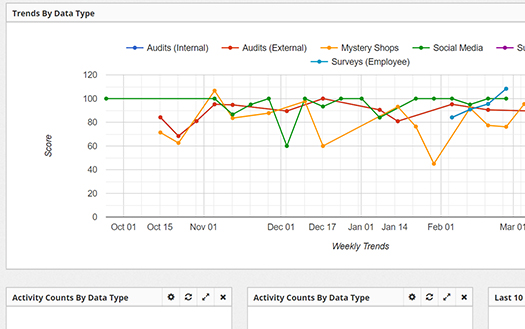 Trends By Data Type
Audits (Internal) Audits (External) Mystery Shops Social Media Su
Surveys (Employee)
120
100
80
60
40
20
0
Score
Oct 01 Oct 15 Nov 01 Dec 01 Dec 17 Jan 01 Jan 14 Feb 01 Mar 01
Weekly Trends
Activity Counts By Data Type Activity Counts By Data Type Last 10